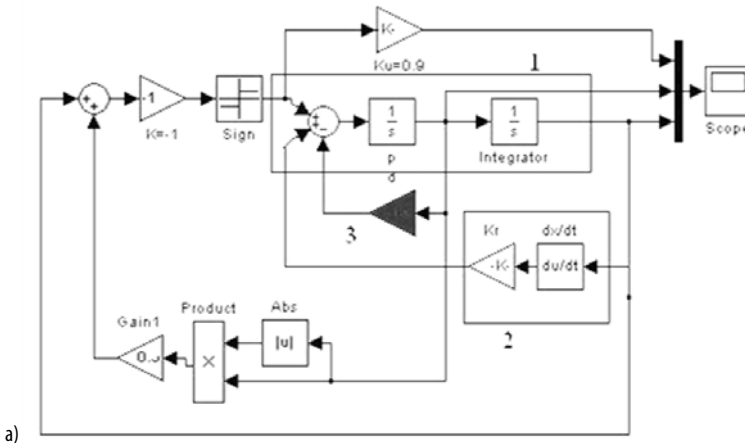 K-
Ku=0.9
1
-1
K=-1
Sign
+
+
+
+
−
1
s
p
d
1
s
Integrator
Scope
3
Kr
-K-
dx/dt
du/dt
2
Gain1
Product
×
Abs
|u|
a)